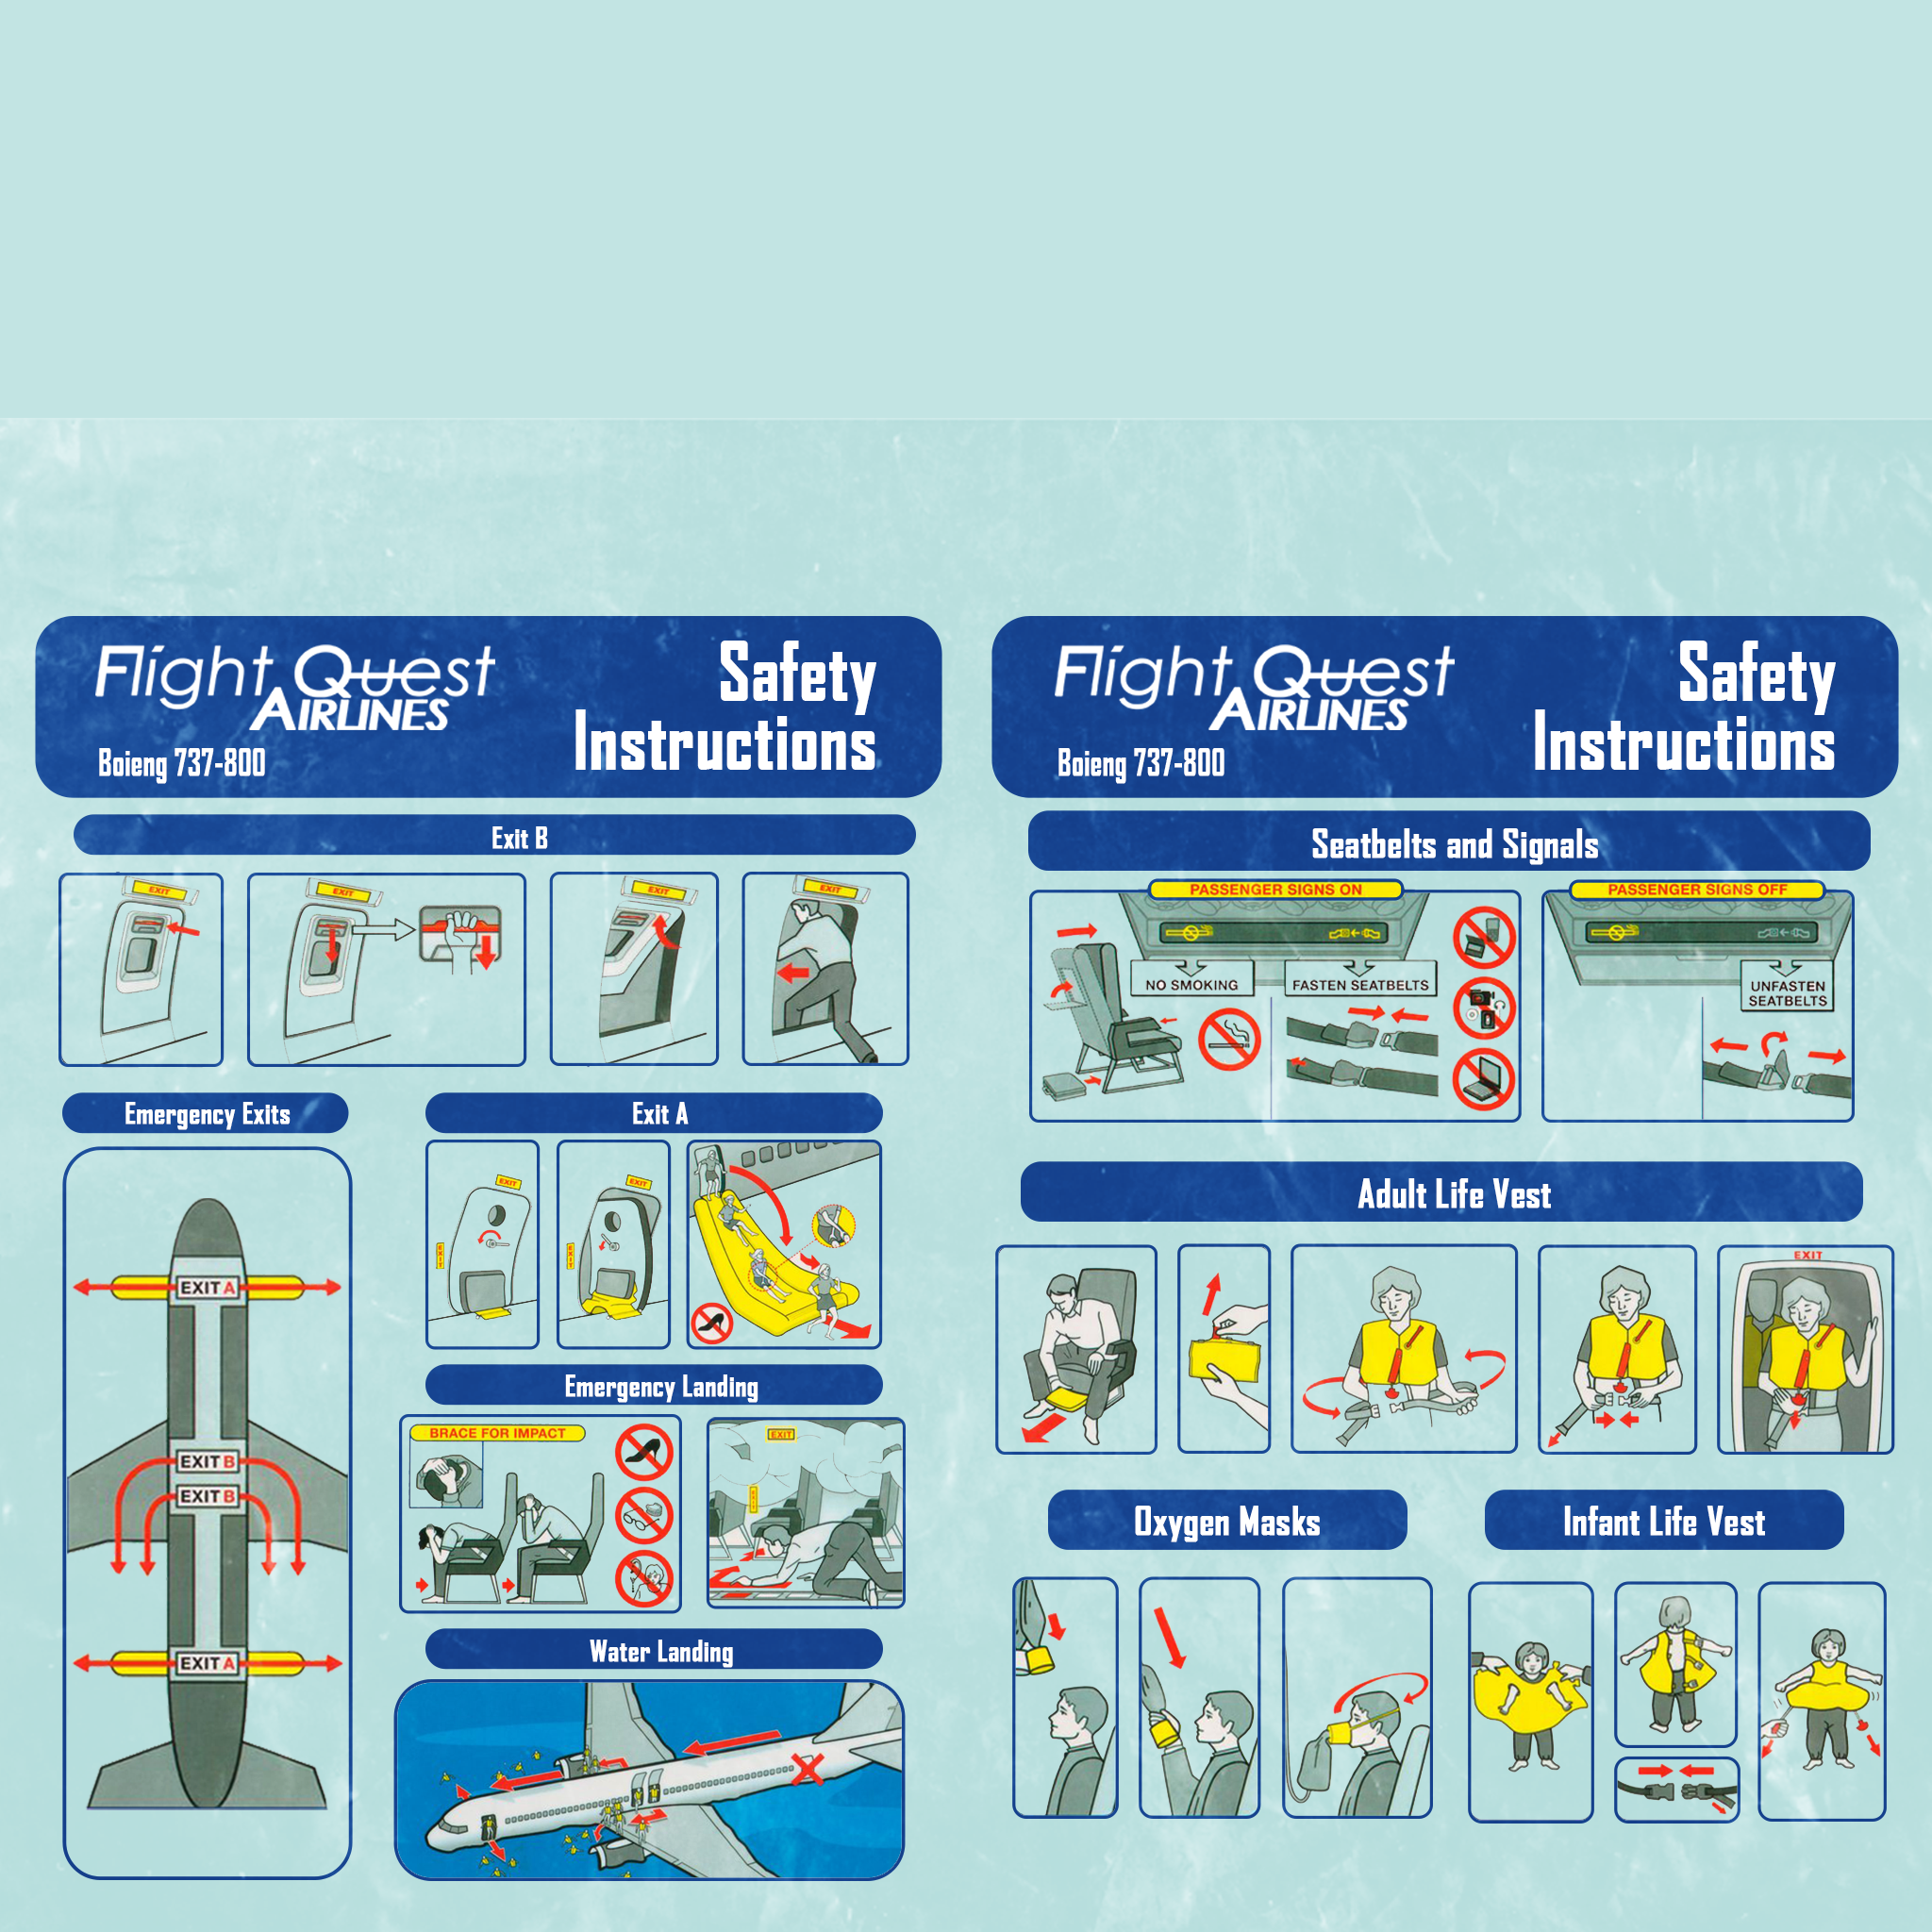 Flight Quest
AIRLINES
Boieng 737-800
Safety
Instructions
Exit B
EXIT
EXIT
EXIT
EXIT
Emergency Exits
EXIT A
EXIT B
EXIT B
EXIT A
Exit A
EXIT
EXIT
EXIT
EXIT
Emergency Landing
BRACE FOR IMPACT
EXIT
EXIT
Water Landing
Flight Quest
AIRLINES
Boieng 737-800
Safety
Instructions
Seatbelts and Signals
PASSENGER SIGNS ON
NO SMOKING
FASTEN SEATBELTS
PASSENGER SIGNS OFF
UNFASTEN
SEATBELTS
Adult Life Vest
EXIT
Oxygen Masks
Infant Life Vest